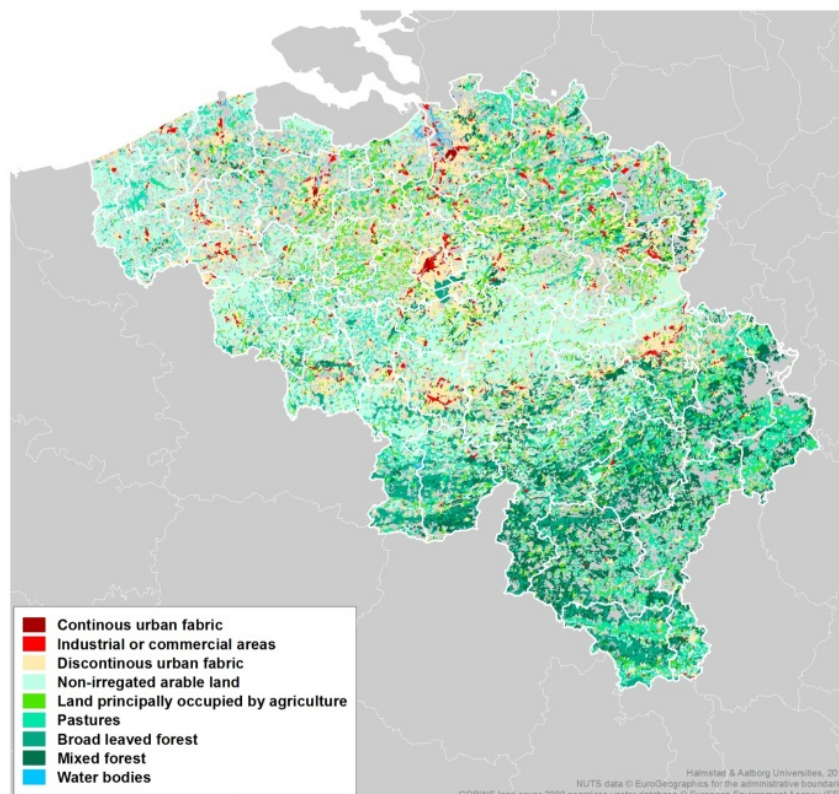 Continous urban fabric
Industrial or commercial areas
Discontinous urban fabric
Non-irregated arable land
Land principally occupied by agriculture
Pastures
Broad leaved forest
Mixed forest
Water bodies
Halmstad & Aalborg Universities, 20
NUTS data © EuroGeographics for the administrative boundari